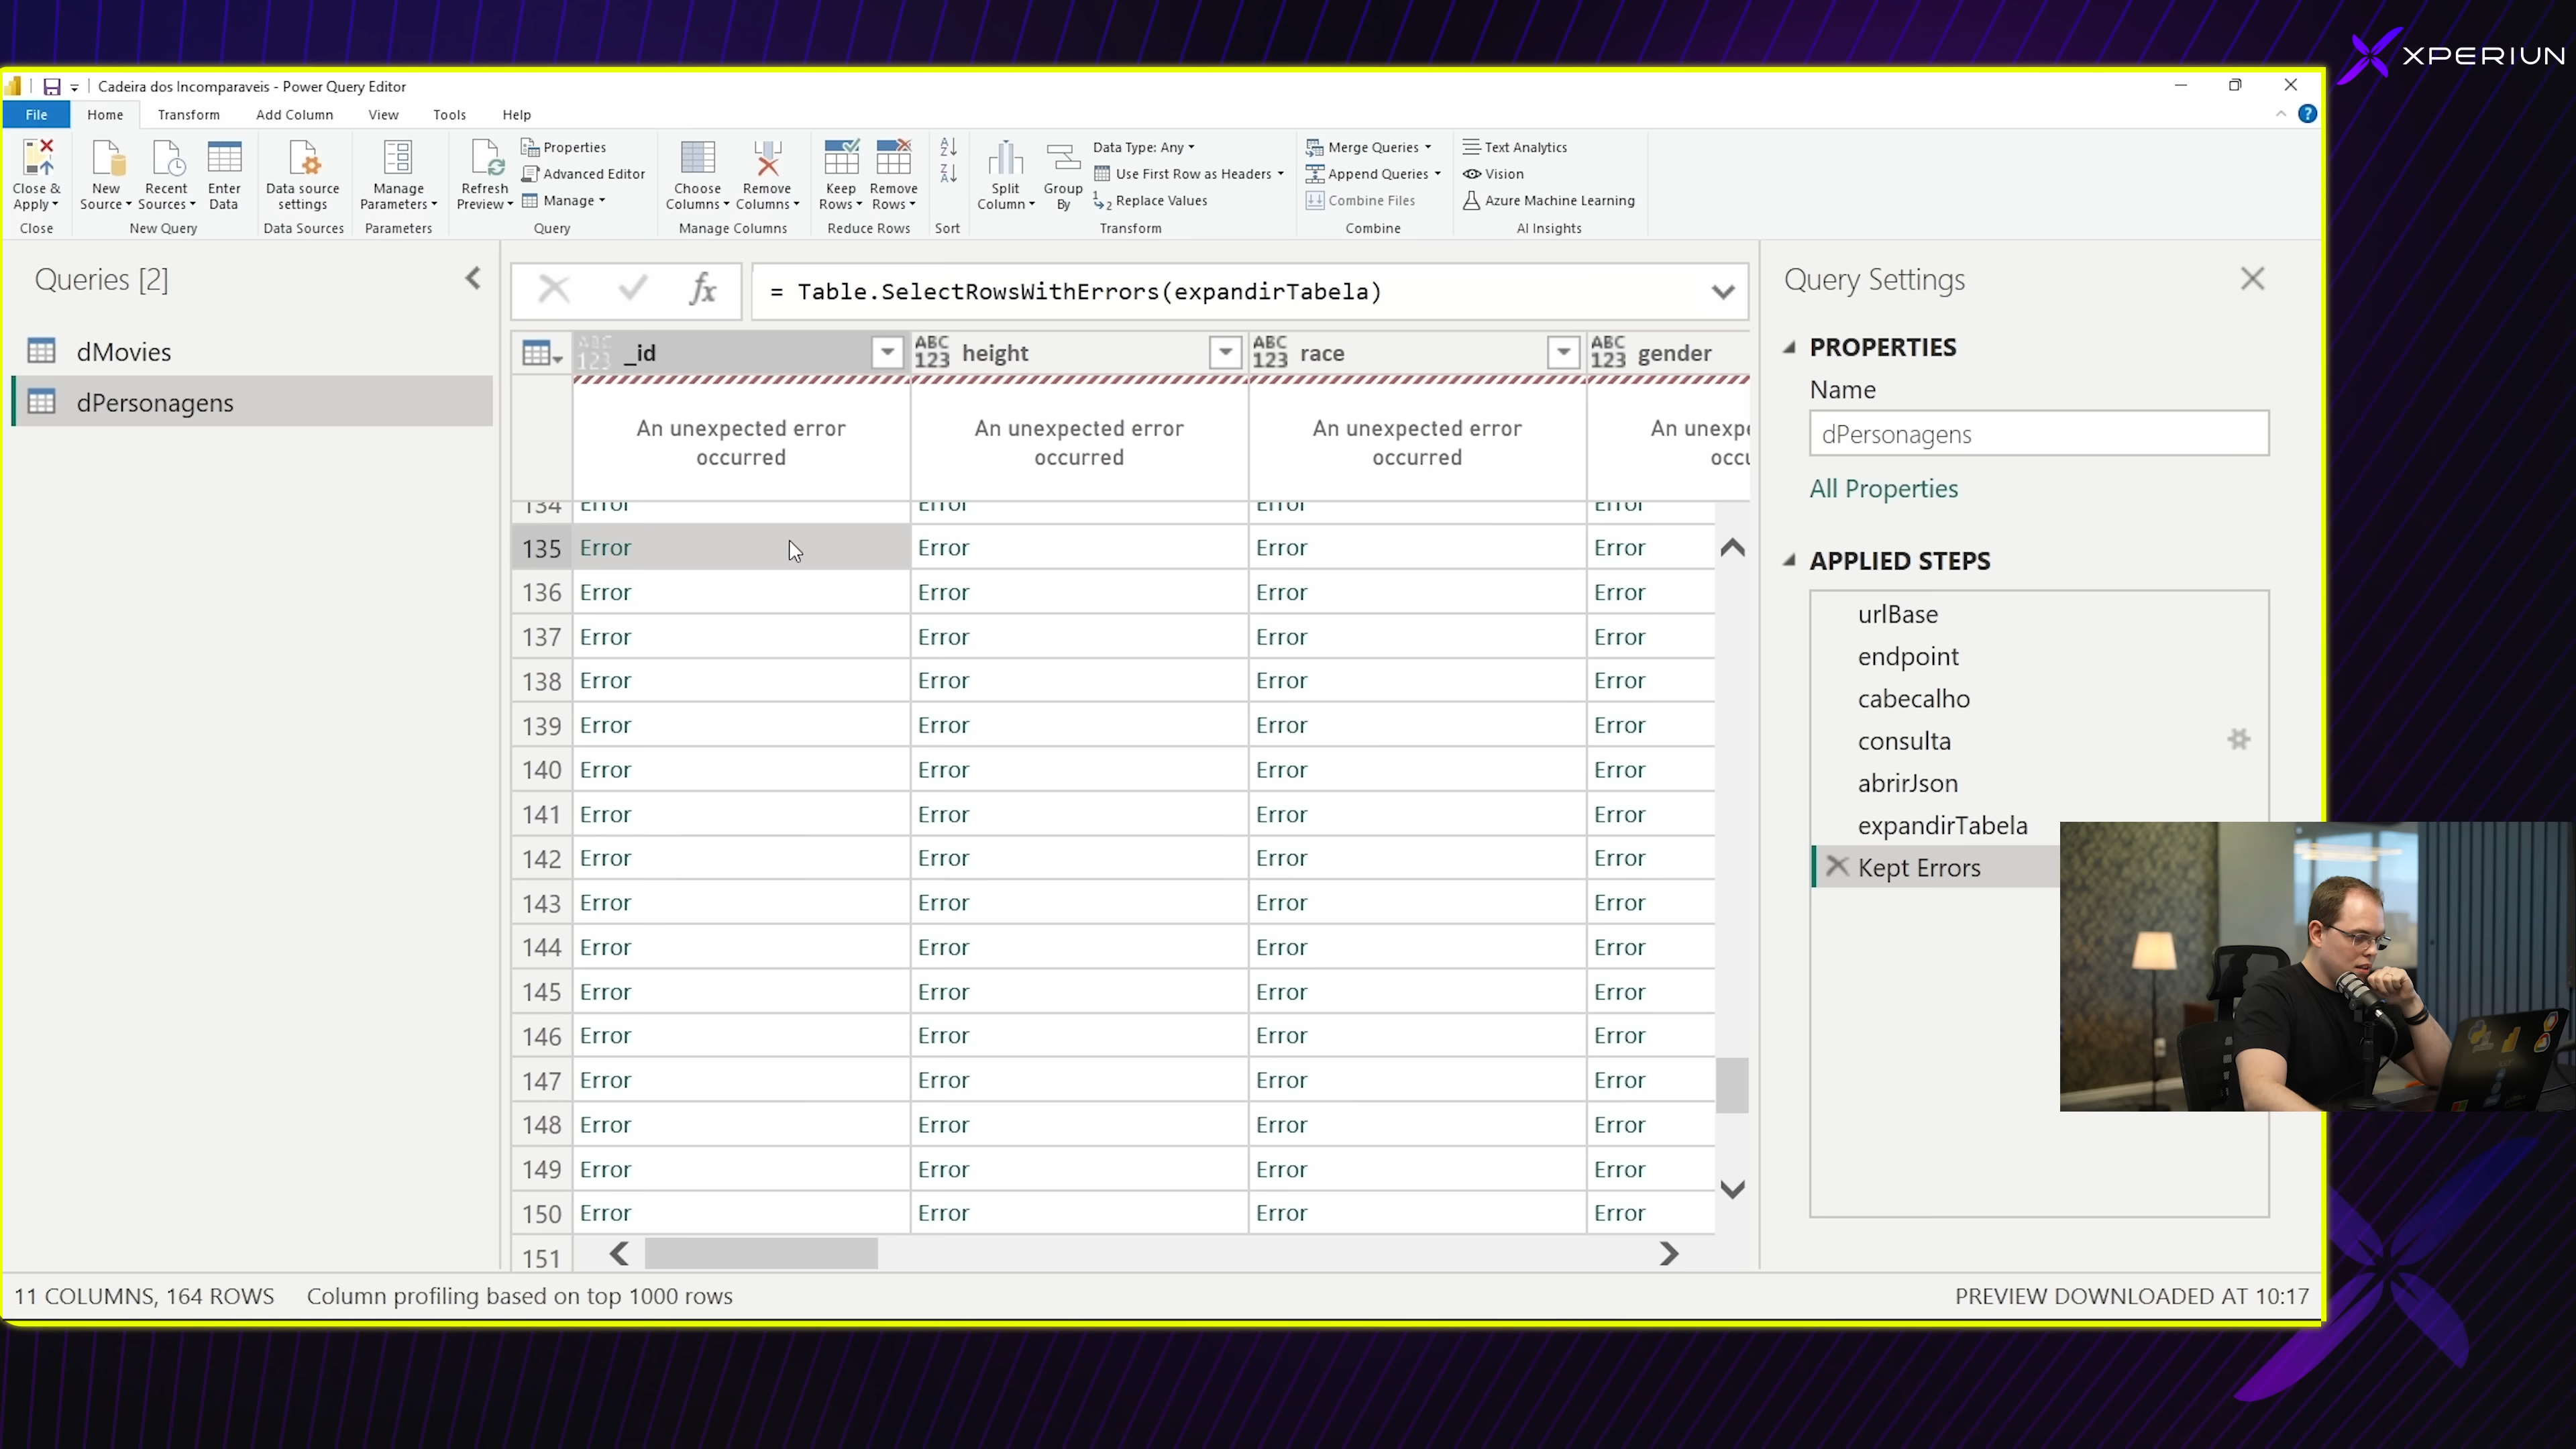 XPERIUN
Cadeira dos Incomparaveis - Power Query Editor
File Home Transform Add Column View Tools Help
Close & Apply
Close
New Source
Recent Sources
Enter Data
New Query
Data source settings
Data Sources
Manage Parameters
Parameters
Refresh Preview
Properties
Advanced Editor
Manage
Query
Choose Columns
Remove Columns
Manage Columns
Keep Rows
Remove Rows
Reduce Rows
Sort
Split Column
Group By
Data Type: Any
Use First Row as Headers
Replace Values
Transform
Merge Queries
Append Queries
Combine Files
Combine
Text Analytics
Vision
Azure Machine Learning
AI Insights
Queries [2]
dMovies
dPersonagens
fx = Table.SelectRowsWithErrors(expandirTabela)
ABC 123 _id ABC 123 height ABC 123 race ABC 123 gender
An unexpected error occurred
An unexpected error occurred
An unexpected error occurred
134 Error Error Error Error
135 Error Error Error Error
136 Error Error Error Error
137 Error Error Error Error
138 Error Error Error Error
139 Error Error Error Error
140 Error Error Error Error
141 Error Error Error Error
142 Error Error Error Error
143 Error Error Error Error
144 Error Error Error Error
145 Error Error Error Error
146 Error Error Error Error
147 Error Error Error Error
148 Error Error Error Error
149 Error Error Error Error
150 Error Error Error Error
151
Query Settings
PROPERTIES
Name
dPersonagens
All Properties
APPLIED STEPS
urlBase
endpoint
cabecalho
consulta
abrirJson
expandirTabela
Kept Errors
11 COLUMNS, 164 ROWS Column profiling based on top 1000 rows
PREVIEW DOWNLOADED AT 10:17